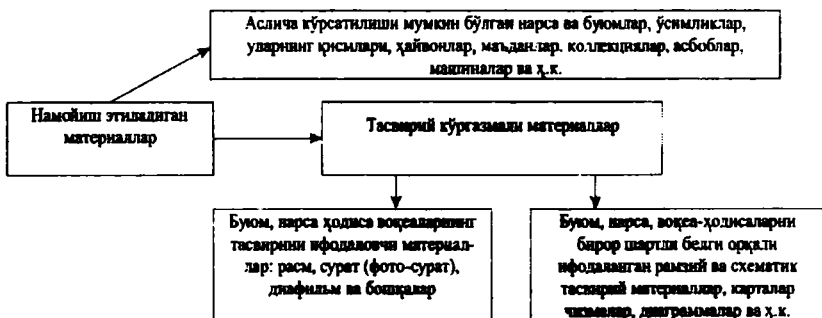 Аслича кўрсатилиши мумкин бўлган нарса ва буюмлар, ўсимликлар,
уларнинг қисмлари, ҳайвонлар, маъданлар, коллекциялар, асбоблар,
машиналар ва ҳ.к.
Намойиш этиладиган
материаллар
Тасвирий кўргазмали материаллар
Буюм, нарса ҳодиса воқеаларнинг
тасвирини ифодаловчи материал-
лар: расм, сурат (фото-сурат),
диафильм ва бошқалар
Буюм, нарса, воқеа-ҳодисаларни
бирор шартли белги орқали
ифодаланган рамзий ва схематик
тасвирий материаллар, карталар
чизмалар, диаграммалар ва ҳ.к.